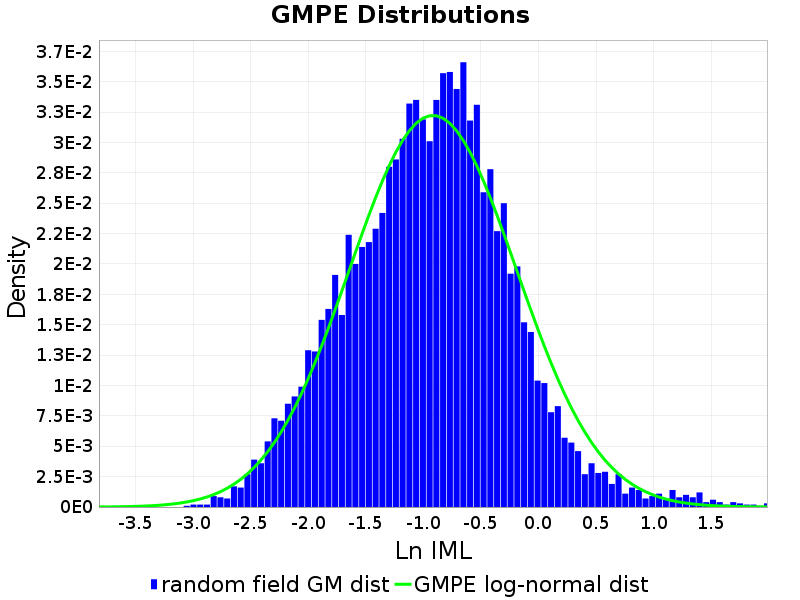 GMPE Distributions
3.7E-2
3.5E-2
3.3E-2
3E-2
2.8E-2
2.5E-2
2.2E-2
2E-2
1.8E-2
1.5E-2
1.3E-2
1E-2
7.5E-3
5E-3
2.5E-3
0E0
Density
-3.5 -3.0 -2.5 -2.0 -1.5 -1.0 -0.5 0.0 0.5 1.0 1.5
Ln IML
random field GM dist GMPE log-normal dist